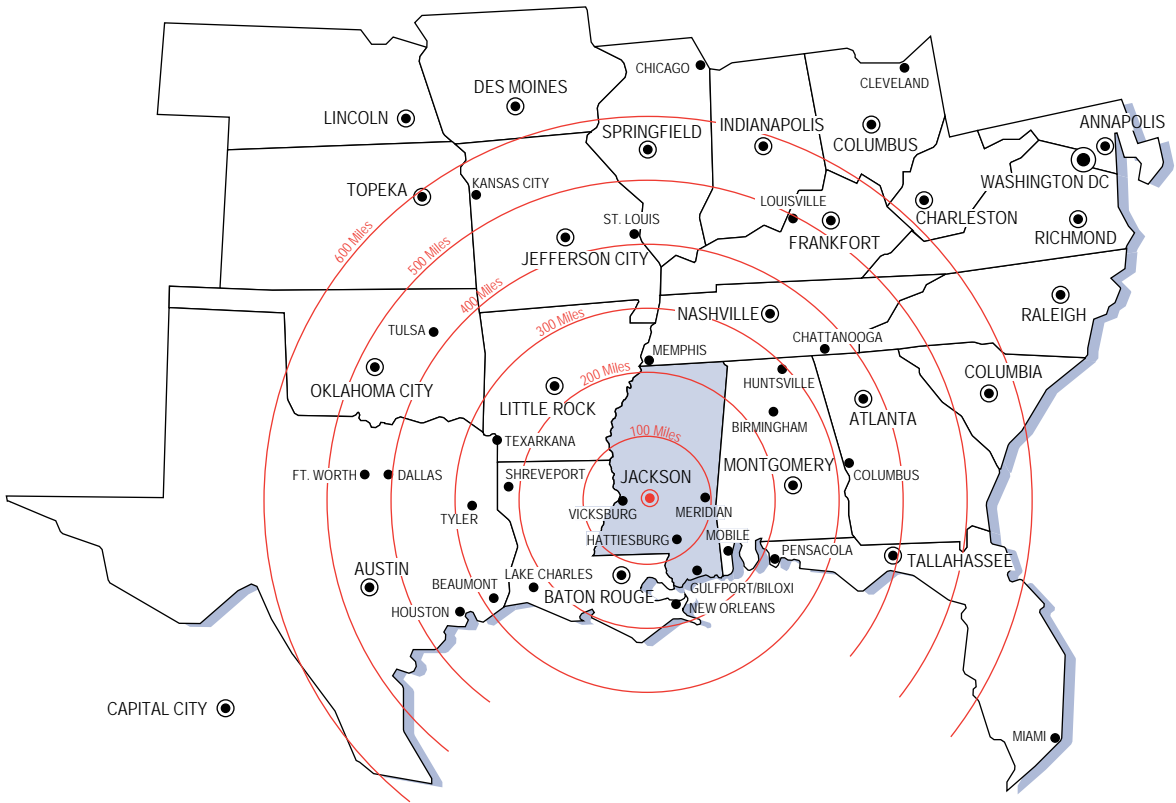 CHICAGO
CLEVELAND
DES MOINES
LINCOLN
SPRINGFIELD
INDIANAPOLIS
COLUMBUS
ANNAPOLIS
WASHINGTON DC
TOPEKA
KANSAS CITY
LOUISVILLE
ST. LOUIS
CHARLESTON
RICHMOND
FRANKFORT
JEFFERSON CITY
600 Miles
500 Miles
400 Miles
300 Miles
200 Miles
100 Miles
RALEIGH
NASHVILLE
TULSA
CHATTANOOGA
MEMPHIS
COLUMBIA
HUNTSVILLE
OKLAHOMA CITY
LITTLE ROCK
ATLANTA
BIRMINGHAM
TEXARKANA
FT. WORTH
DALLAS
SHREVEPORT
JACKSON
MONTGOMERY
COLUMBUS
TYLER
VICKSBURG
MERIDIAN
HATTIESBURG
MOBILE
PENSACOLA
TALLAHASSEE
AUSTIN
LAKE CHARLES
BEAUMONT
BATON ROUGE
GULFPORT/BILOXI
HOUSTON
NEW ORLEANS
CAPITAL CITY
MIAMI